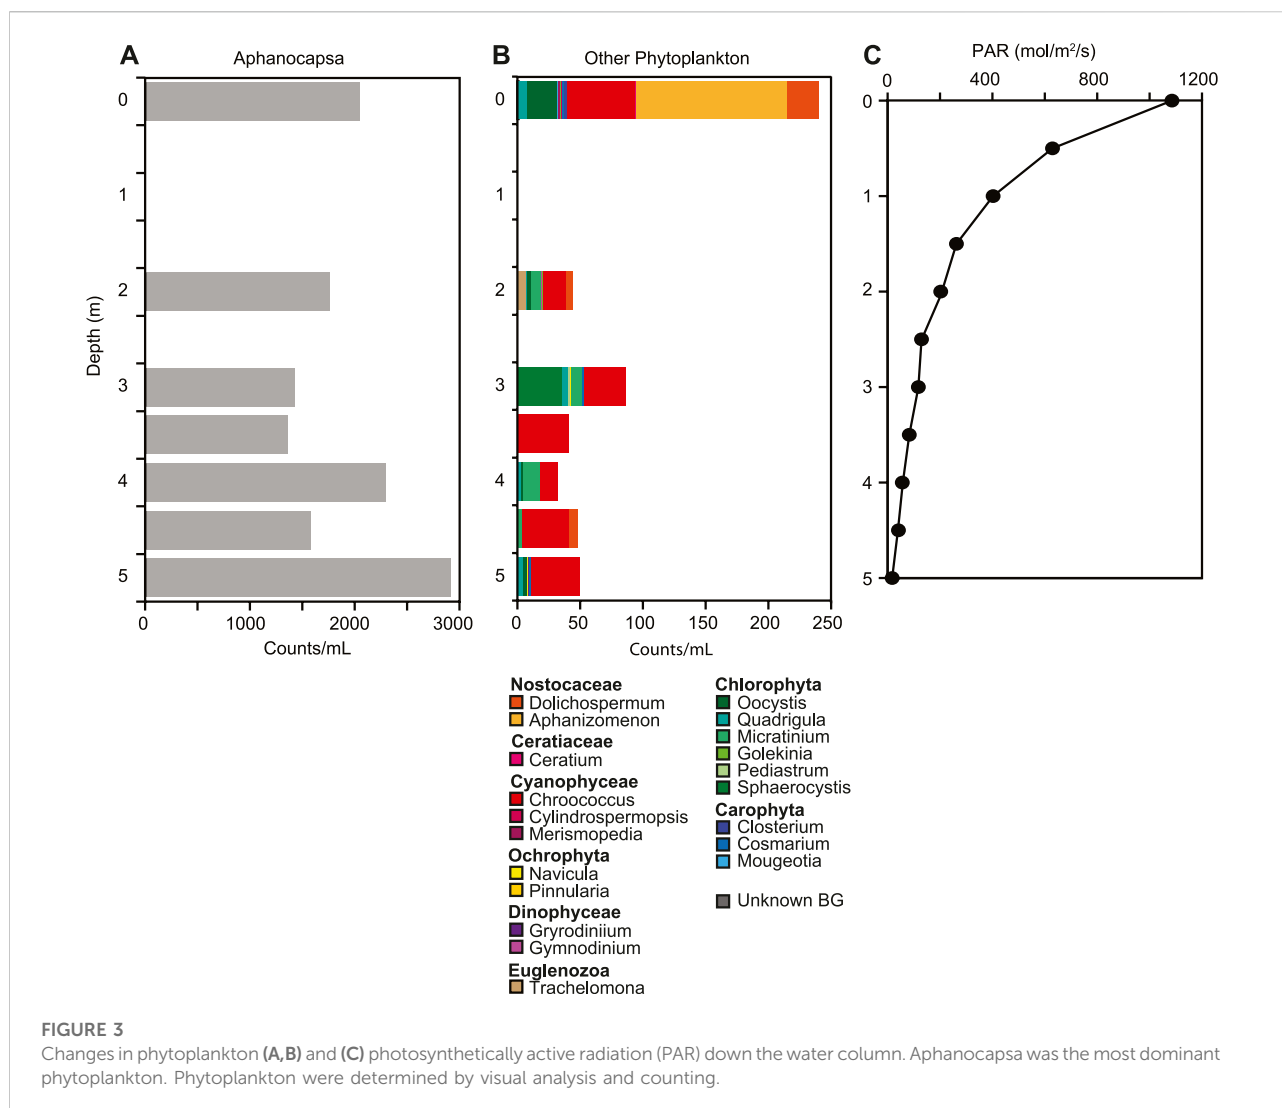 A
Aphanocapsa
Depth (m)
0
1
2
3
4
5
0
1000
2000
3000
Counts/mL
B
Other Phytoplankton
0
1
2
3
4
5
0
50
100
150
200
250
Counts/mL
C
PAR (mol/m²/s)
0
400
800
1200
0
1
2
3
4
5
Nostocaceae
Dolichospermum
Aphanizomenon
Ceratiaceae
Ceratium
Cyanophyceae
Chroococcus
Cylindrospermopsis
Merismopedia
Ochrophyta
Navicula
Pinnularia
Dinophyceae
Gryrodiniium
Gymnodinium
Euglenozoa
Trachelomona
Chlorophyta
Oocystis
Quadrigula
Micratinium
Golekinia
Pediastrum
Sphaerocystis
Carophyta
Closterium
Cosmarium
Mougeotia
Unknown BG
FIGURE 3
Changes in phytoplankton (A,B) and (C) photosynthetically active radiation (PAR) down the water column. Aphanocapsa was the most dominant
phytoplankton. Phytoplankton were determined by visual analysis and counting.